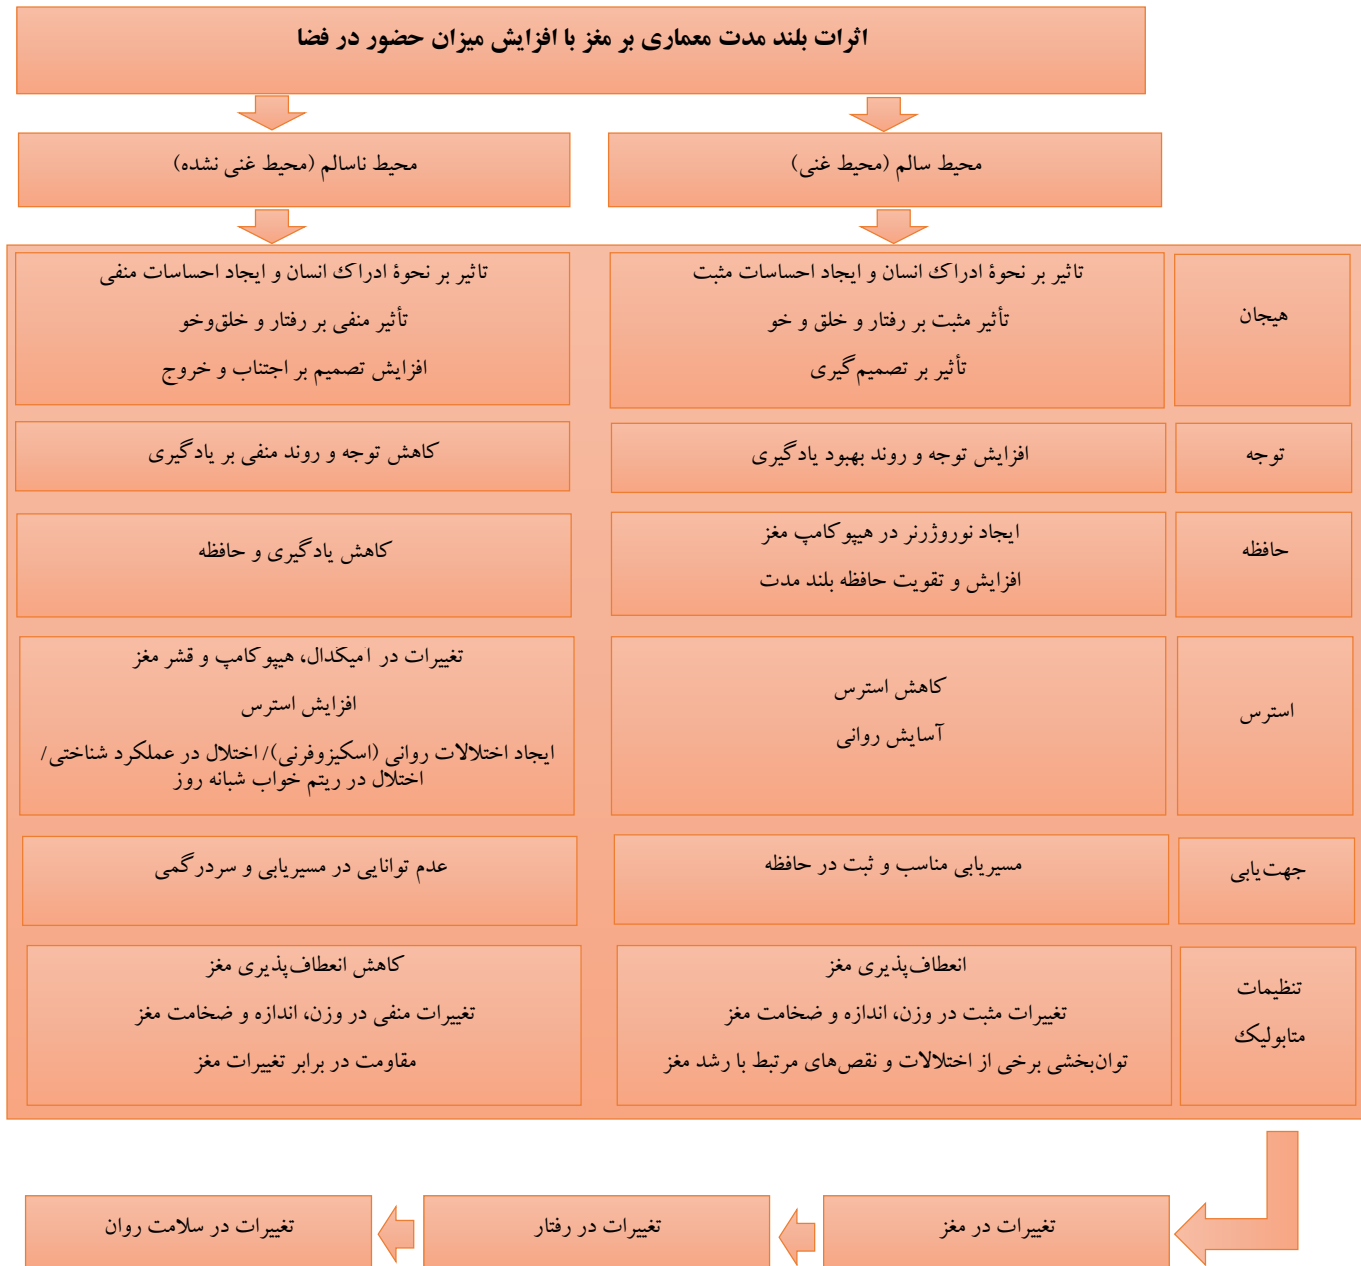 اثرات بلند مدت معماری بر مغز با افزایش میزان حضور در فضا
محیط سالم (محیط غنی)
محیط ناسالم (محیط غنی نشده)
هیجان
تاثیر بر نحوۀ ادراک انسان و ایجاد احساسات مثبت
تأثیر مثبت بر رفتار و خلق و خو
تأثیر بر تصمیم‌گیری
تاثیر بر نحوۀ ادراک انسان و ایجاد احساسات منفی
تأثیر منفی بر رفتار و خلق‌وخو
افزایش تصمیم بر اجتناب و خروج
توجه
افزایش توجه و روند بهبود یادگیری
کاهش توجه و روند منفی بر یادگیری
حافظه
ایجاد نوروژرنر در هیپوکامپ مغز
افزایش و تقویت حافظه بلند مدت
کاهش یادگیری و حافظه
استرس
کاهش استرس
آسایش روانی
تغییرات در امیگدال، هیپوکامپ و قشر مغز
افزایش استرس
ایجاد اختلالات روانی (اسکیزوفرنی)/ اختلال در عملکرد شناختی/
اختلال در ریتم خواب شبانه روز
جهت‌یابی
مسیریابی مناسب و ثبت در حافظه
عدم توانایی در مسیریابی و سردرگمی
تنظیمات
متابولیک
انعطاف‌پذیری مغز
تغییرات مثبت در وزن، اندازه و ضخامت مغز
توان‌بخشی برخی از اختلالات و نقص‌های مرتبط با رشد مغز
کاهش انعطاف‌پذیری مغز
تغییرات منفی در وزن، اندازه و ضخامت مغز
مقاومت در برابر تغییرات مغز
تغییرات در مغز
تغییرات در رفتار
تغییرات در سلامت روان